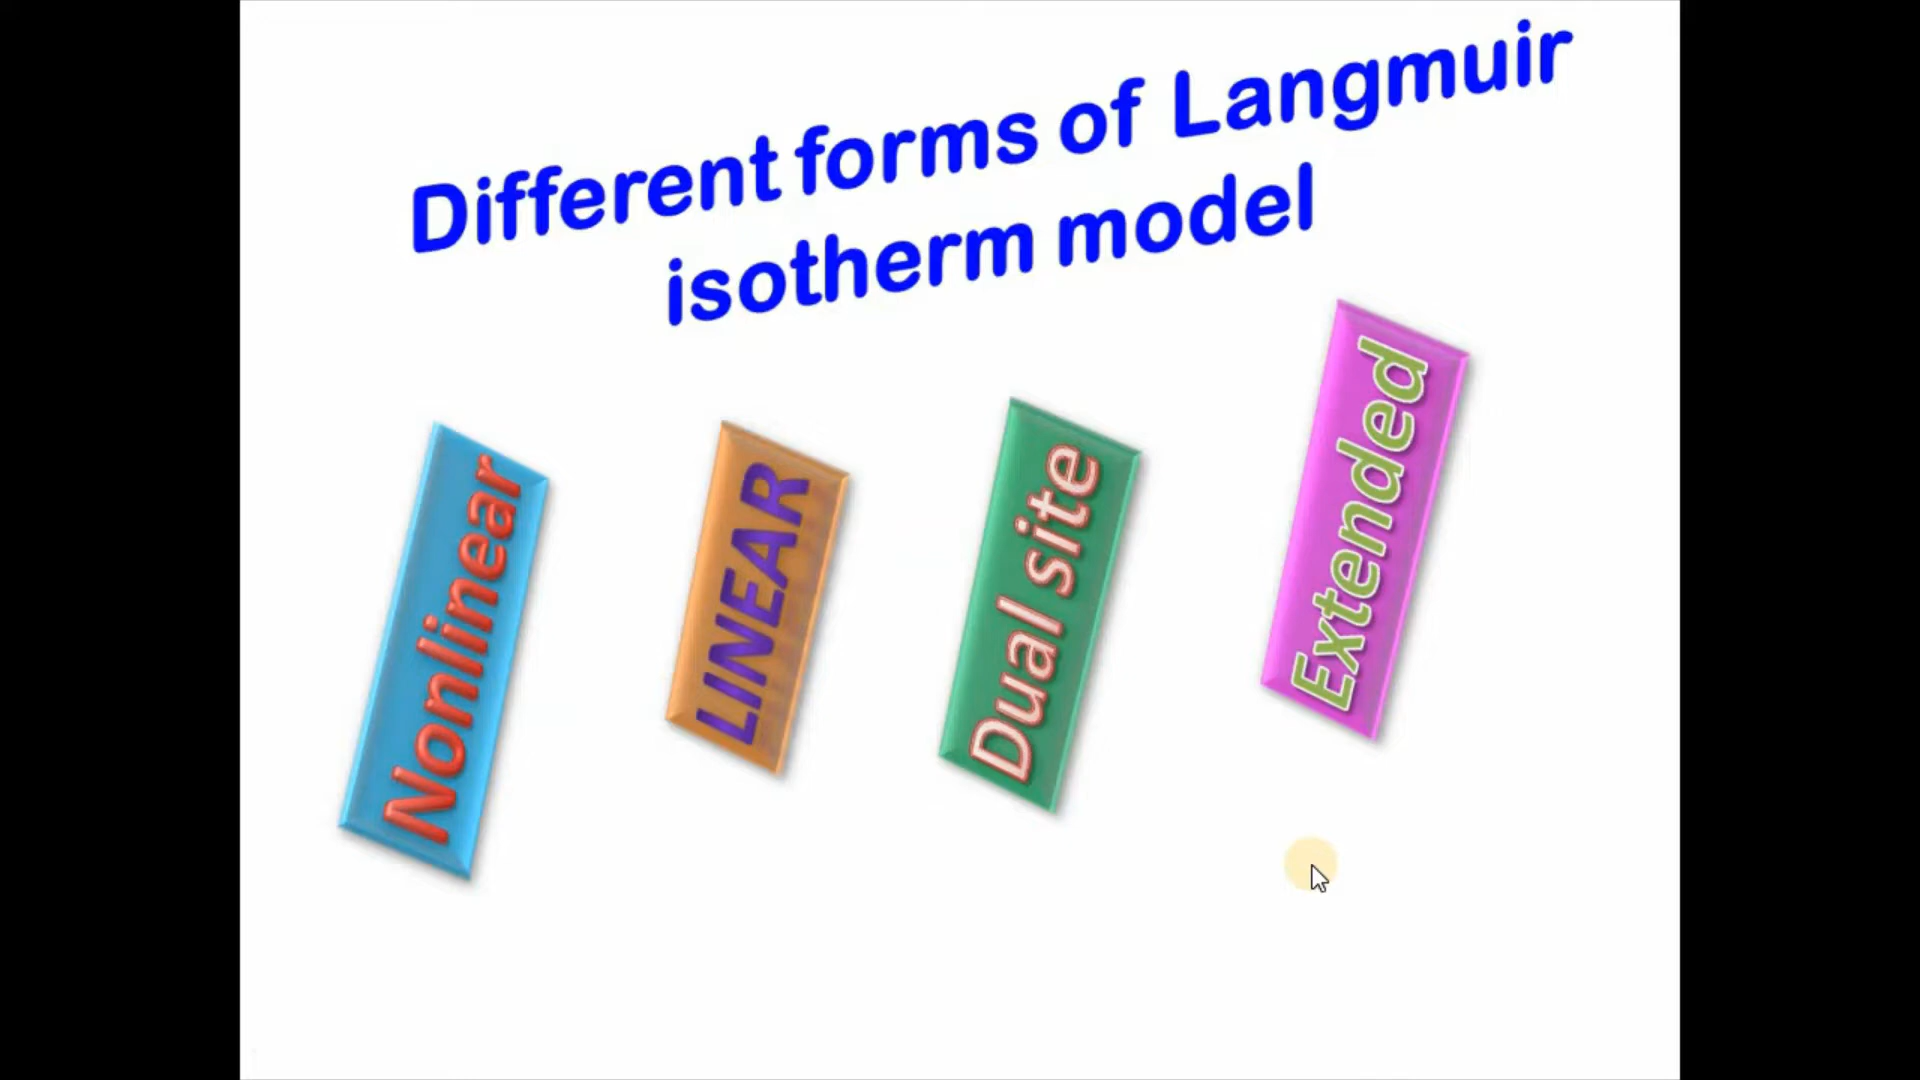 Different forms of Langmuir
isotherm model
Nonlinear
LINEAR
Dual site
Extended